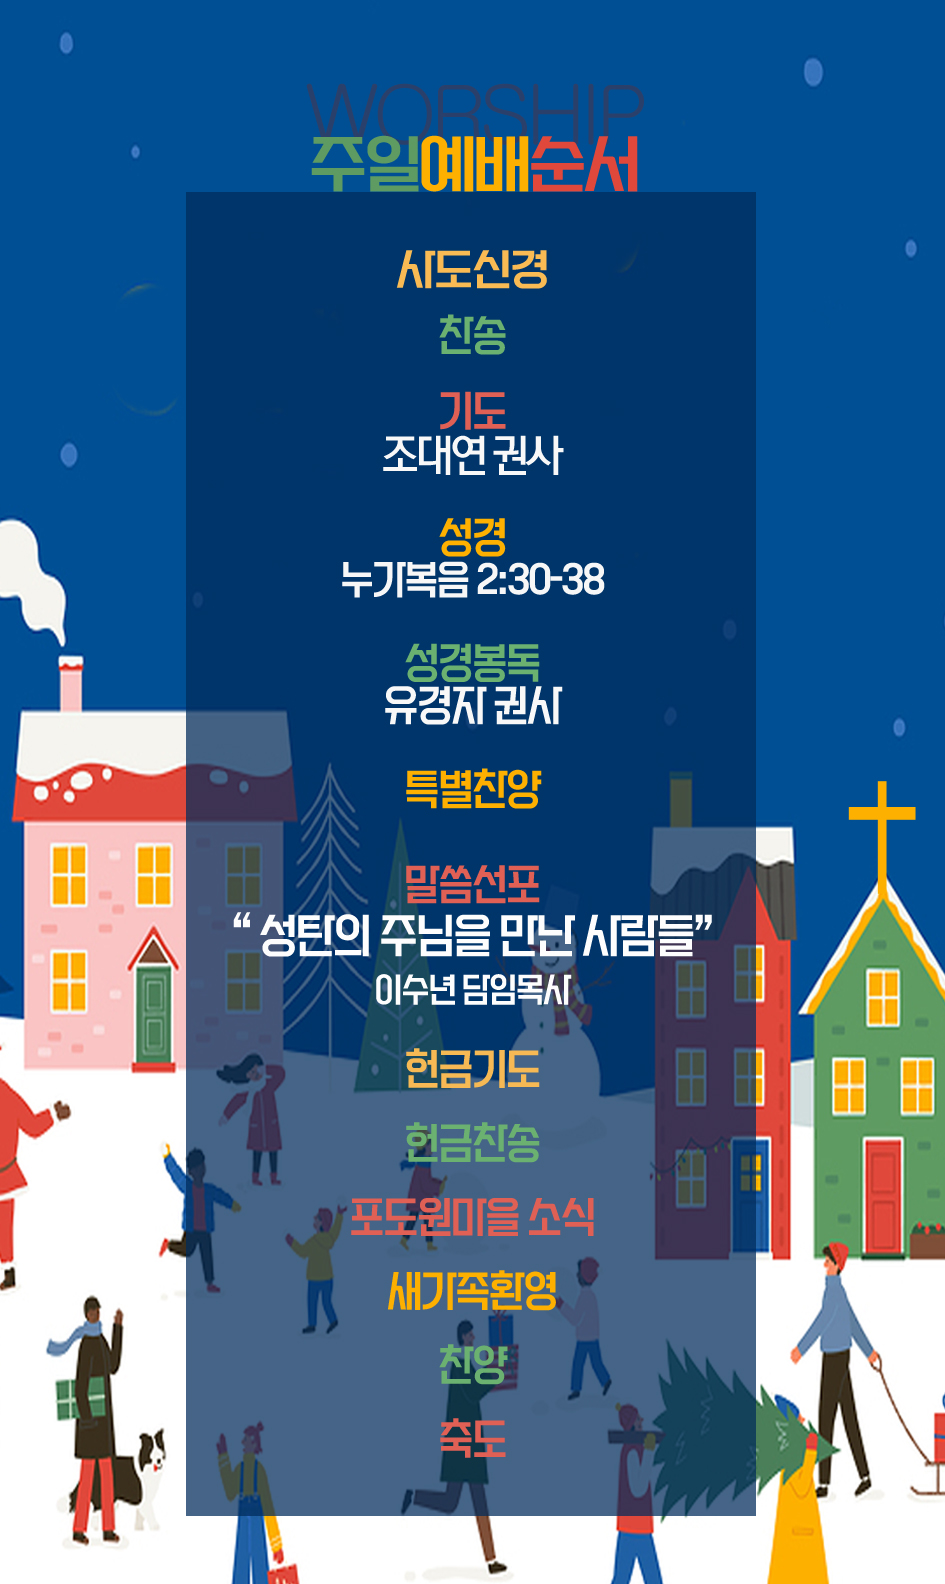 WORSHIP
주일예배순서
사도신경
찬송
기도
조대연 권사
성경
누가복음 2:30-38
성경봉독
유경자 권사
특별찬양
말씀선포
“ 성탄의 주님을 만난 사람들”
이수년 담임목사
헌금기도
헌금찬송
포도원마을 소식
새가족환영
찬양
축도